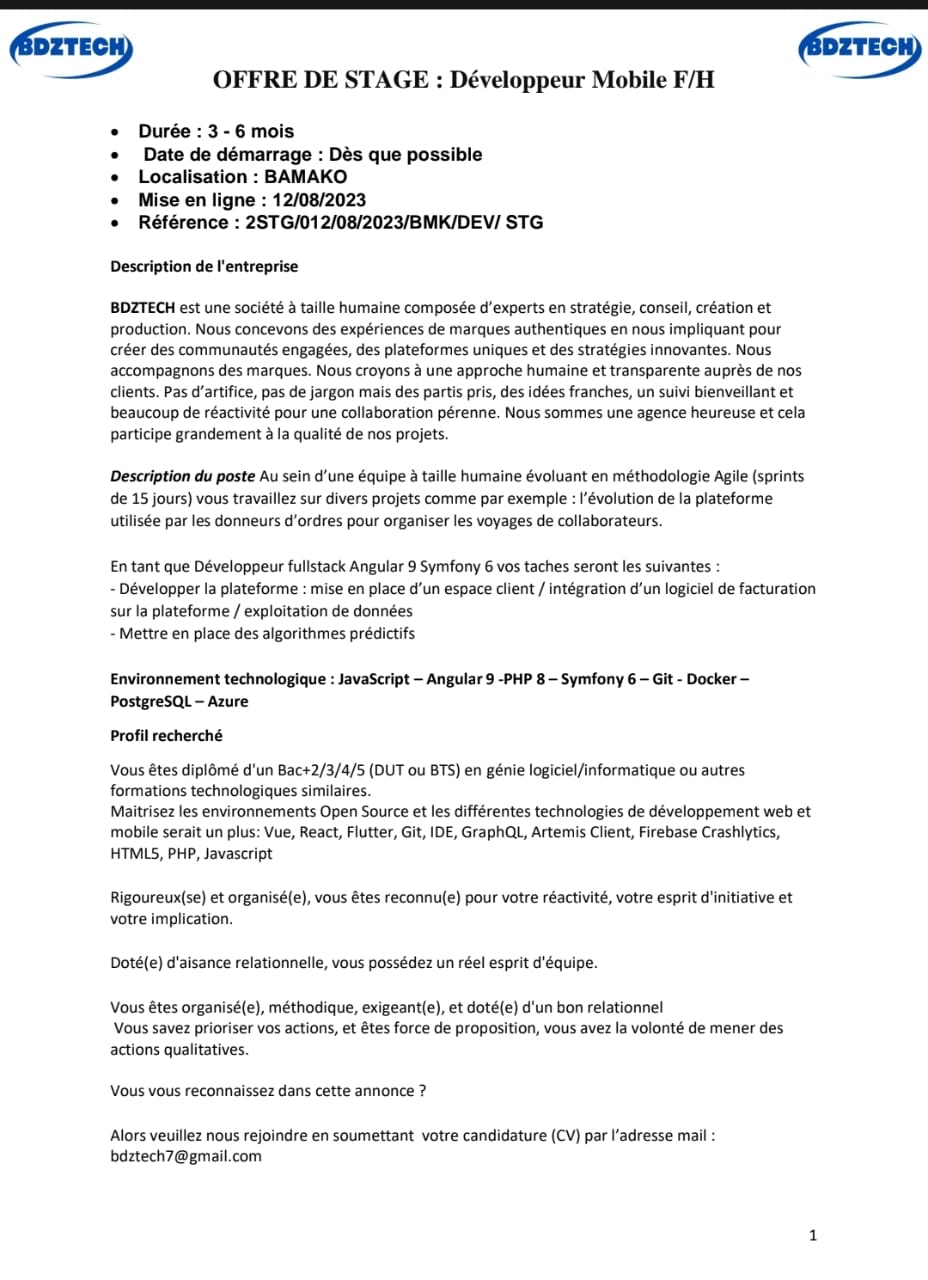 BDZTECH
BDZTECH
OFFRE DE STAGE : Développeur Mobile F/H
• Durée : 3 - 6 mois
• Date de démarrage : Dès que possible
• Localisation : BAMAKO
• Mise en ligne : 12/08/2023
• Référence : 2STG/012/08/2023/BMK/DEV/ STG
Description de l'entreprise
BDZTECH est une société à taille humaine composée d’experts en stratégie, conseil, création et
production. Nous concevons des expériences de marques authentiques en nous impliquant pour
créer des communautés engagées, des plateformes uniques et des stratégies innovantes. Nous
accompagnons des marques. Nous croyons à une approche humaine et transparente auprès de nos
clients. Pas d’artifice, pas de jargon mais des partis pris, des idées franches, un suivi bienveillant et
beaucoup de réactivité pour une collaboration pérenne. Nous sommes une agence heureuse et cela
participe grandement à la qualité de nos projets.
Description du poste Au sein d’une équipe à taille humaine évoluant en méthodologie Agile (sprints
de 15 jours) vous travaillez sur divers projets comme par exemple : l’évolution de la plateforme
utilisée par les donneurs d’ordres pour organiser les voyages de collaborateurs.
En tant que Développeur fullstack Angular 9 Symfony 6 vos taches seront les suivantes :
- Développer la plateforme : mise en place d’un espace client / intégration d’un logiciel de facturation
sur la plateforme / exploitation de données
- Mettre en place des algorithmes prédictifs
Environnement technologique : JavaScript – Angular 9 -PHP 8 – Symfony 6 – Git - Docker –
PostgreSQL – Azure
Profil recherché
Vous êtes diplômé d'un Bac+2/3/4/5 (DUT ou BTS) en génie logiciel/informatique ou autres
formations technologiques similaires.
Maitrisez les environnements Open Source et les différentes technologies de développement web et
mobile serait un plus: Vue, React, Flutter, Git, IDE, GraphQL, Artemis Client, Firebase Crashlytics,
HTML5, PHP, Javascript
Rigoureux(se) et organisé(e), vous êtes reconnu(e) pour votre réactivité, votre esprit d'initiative et
votre implication.
Doté(e) d'aisance relationnelle, vous possédez un réel esprit d'équipe.
Vous êtes organisé(e), méthodique, exigeant(e), et doté(e) d'un bon relationnel
Vous savez prioriser vos actions, et êtes force de proposition, vous avez la volonté de mener des
actions qualitatives.
Vous vous reconnaissez dans cette annonce ?
Alors veuillez nous rejoindre en soumettant  votre candidature (CV) par l’adresse mail :
bdztech7@gmail.com
1